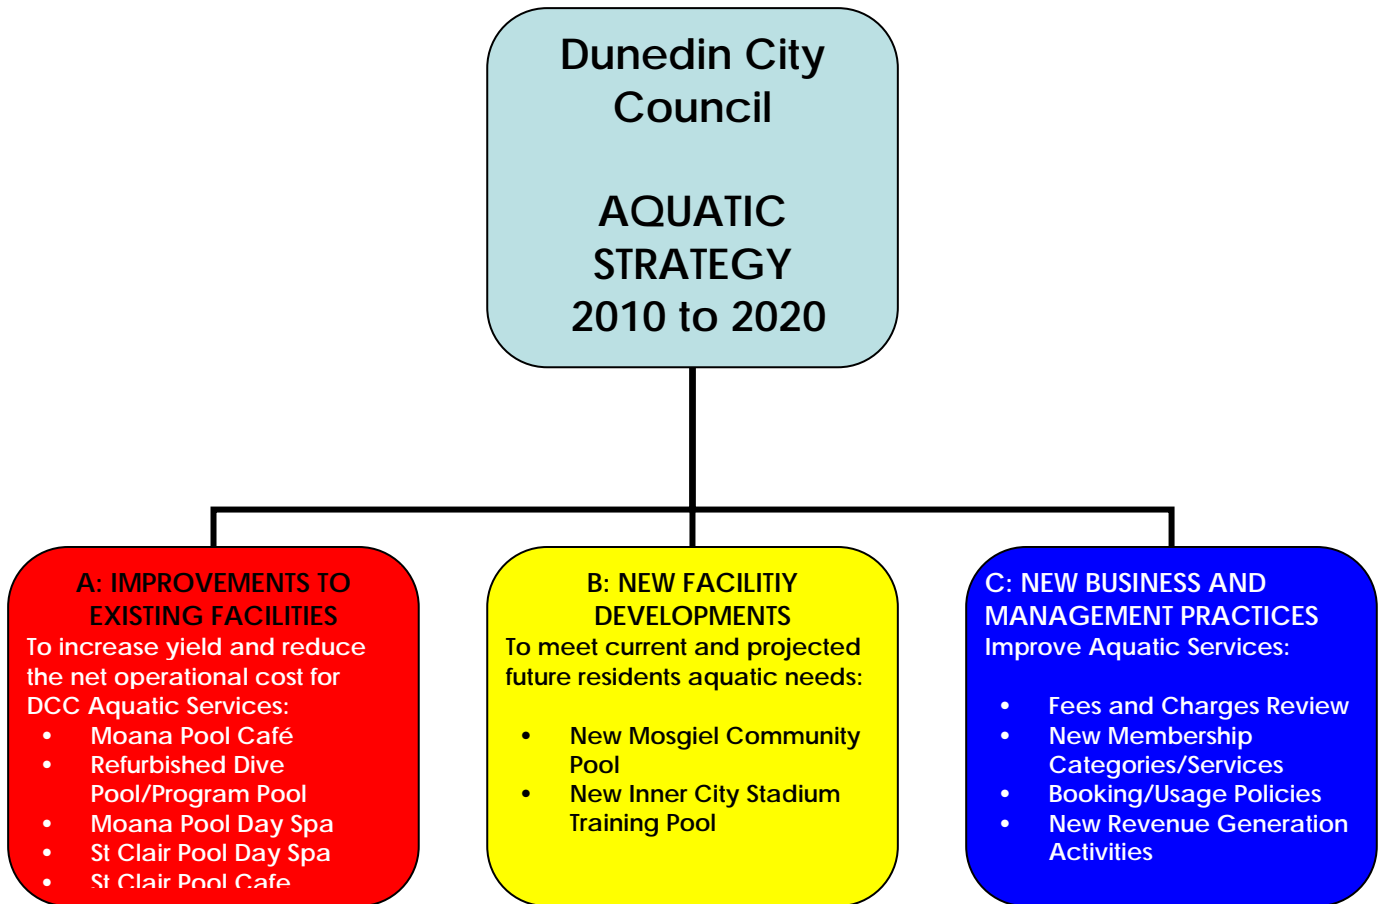 Dunedin City
Council
AQUATIC
STRATEGY
2010 to 2020
A: IMPROVEMENTS TO
EXISTING FACILITIES
To increase yield and reduce
the net operational cost for
DCC Aquatic Services:
• Moana Pool Café
• Refurbished Dive
Pool/Program Pool
• Moana Pool Day Spa
• St Clair Pool Day Spa
• St Clair Pool Cafe
B: NEW FACILITIY
DEVELOPMENTS
To meet current and projected
future residents aquatic needs:
• New Mosgiel Community
Pool
• New Inner City Stadium
Training Pool
C: NEW BUSINESS AND
MANAGEMENT PRACTICES
Improve Aquatic Services:
• Fees and Charges Review
• New Membership
Categories/Services
• Booking/Usage Policies
• New Revenue Generation
Activities